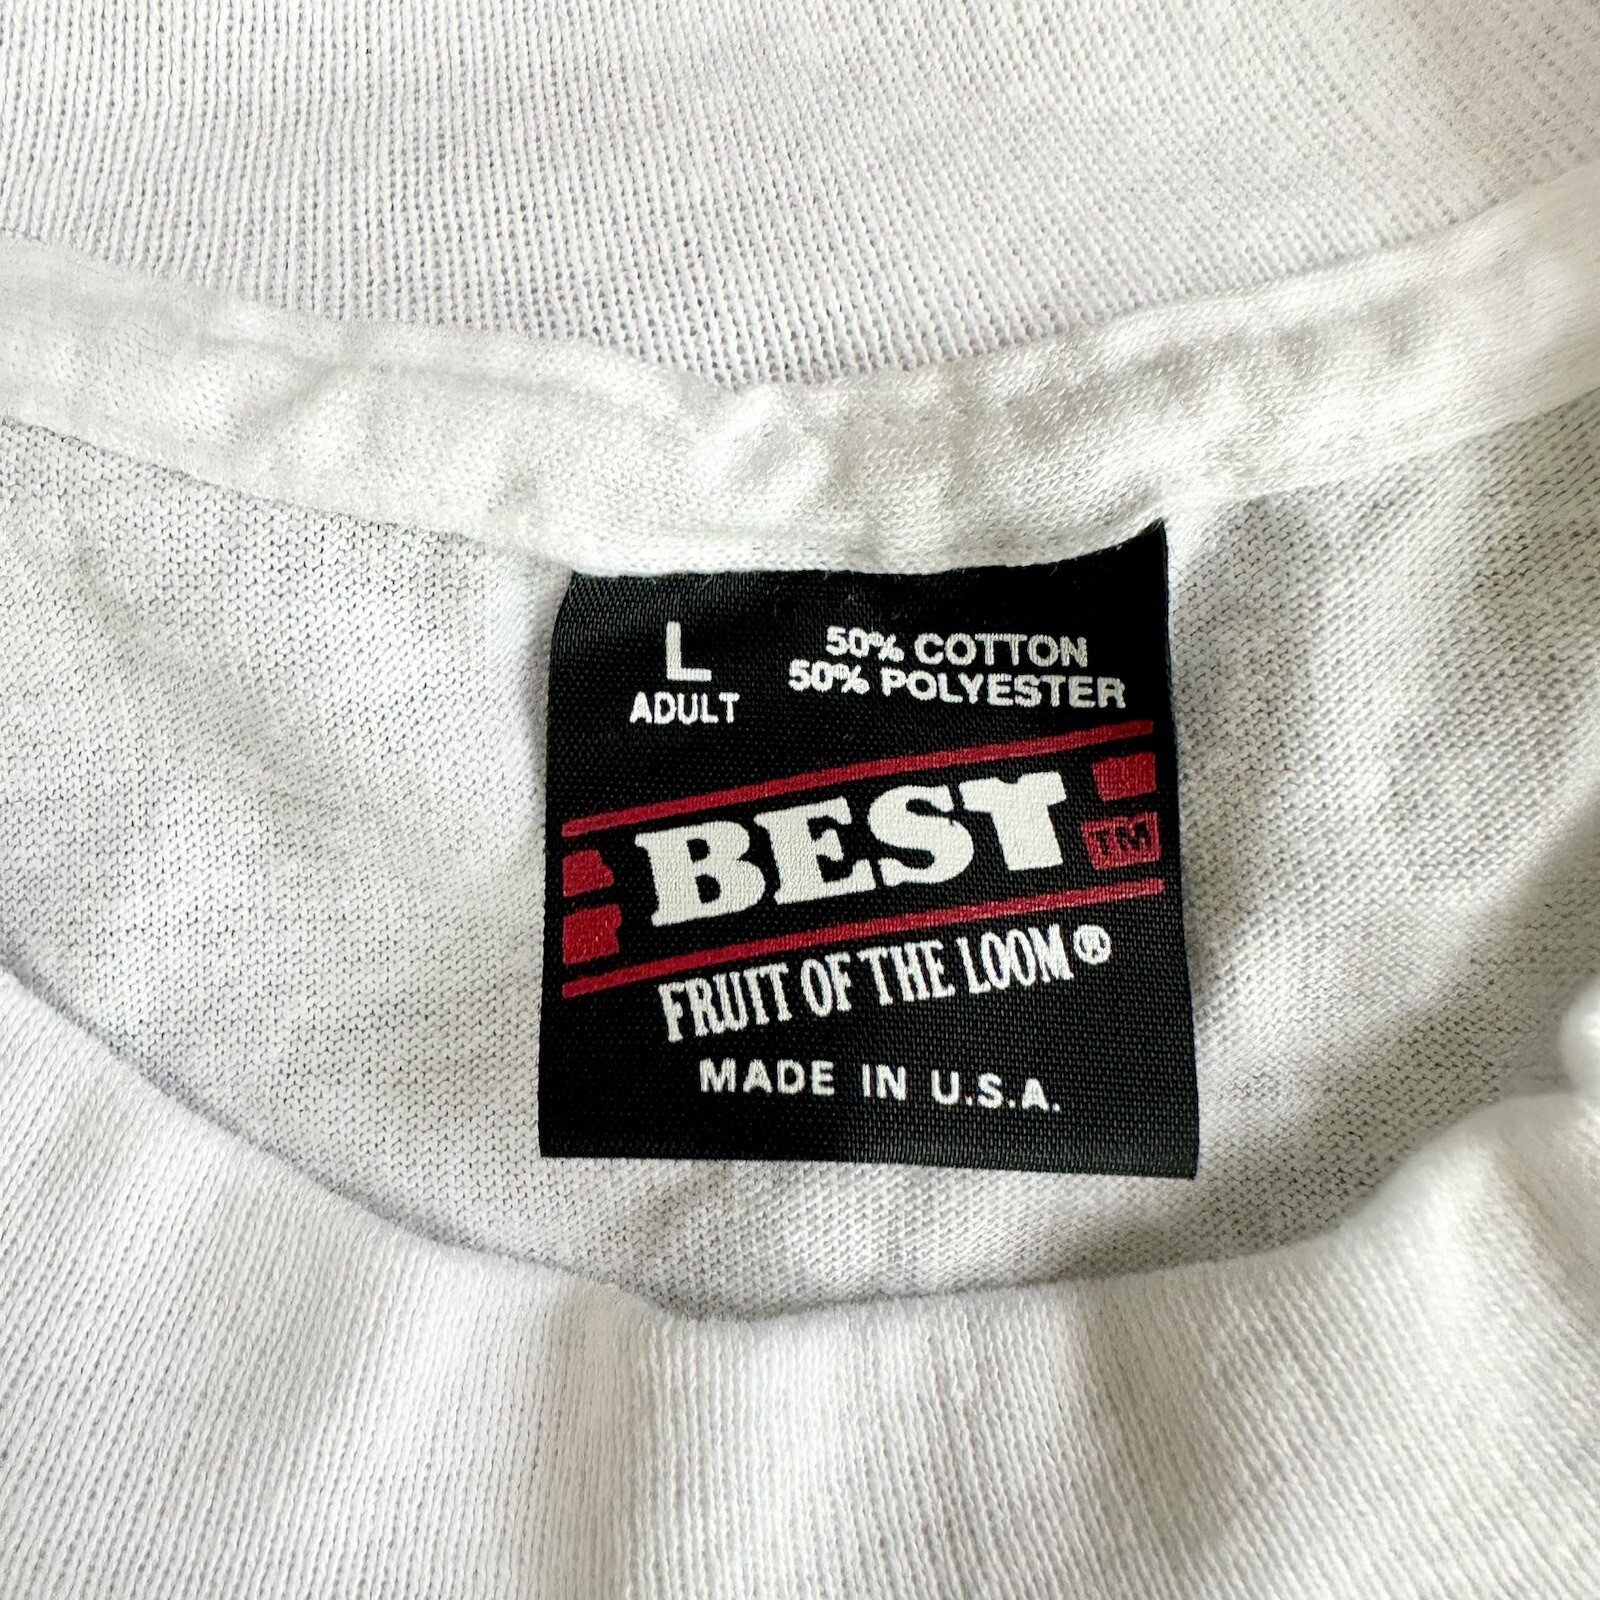 L
ADULT
50% COTTON
50% POLYESTER
BEST
TM
FRUIT OF THE LOOM®
MADE IN U.S.A.